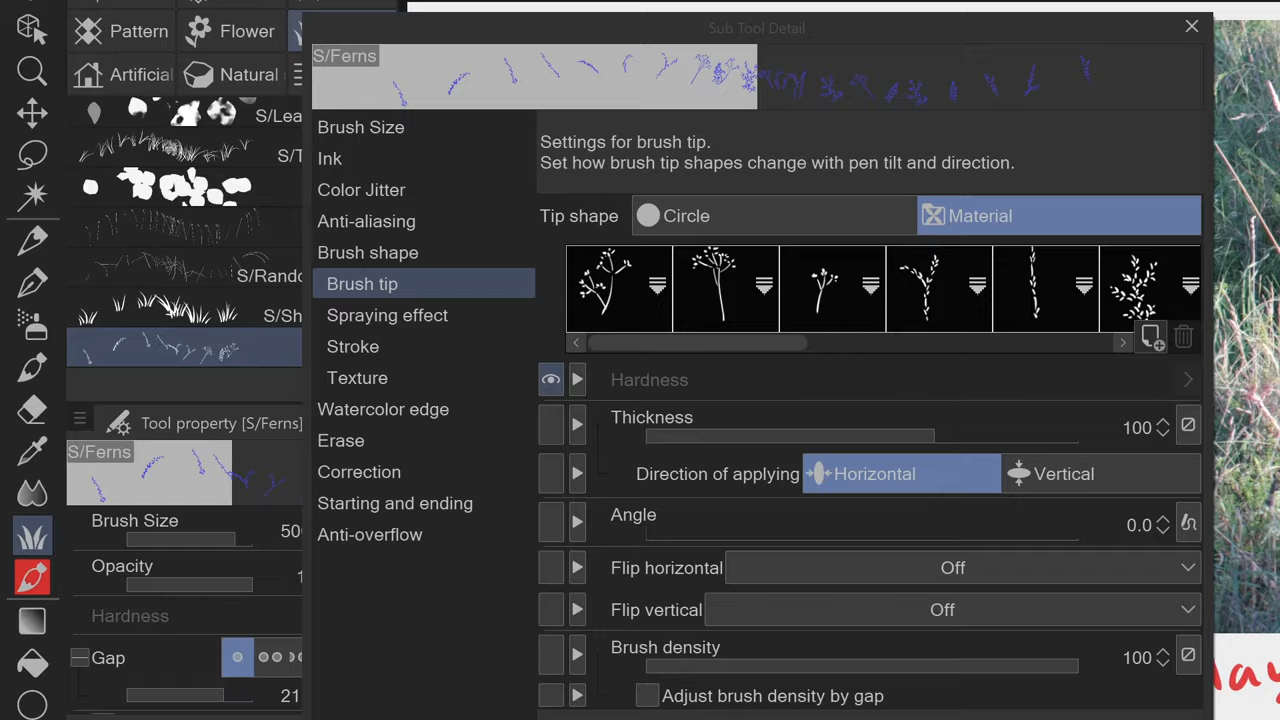 Pattern
Flower
Artificial
Natural
S/Lea
S/T
S/Rando
S/Sh
Tool property [S/Ferns]
S/Ferns
Brush Size
50
Opacity
1
Hardness
Gap
21
Sub Tool Detail
S/Ferns
Brush Size
Ink
Color Jitter
Anti-aliasing
Brush shape
Brush tip
Spraying effect
Stroke
Texture
Watercolor edge
Erase
Correction
Starting and ending
Anti-overflow
Settings for brush tip.
Set how brush tip shapes change with pen tilt and direction.
Tip shape Circle Material
Hardness
Thickness
100
Direction of applying Horizontal Vertical
Angle
0.0
Flip horizontal Off
Flip vertical Off
Brush density
100
Adjust brush density by gap